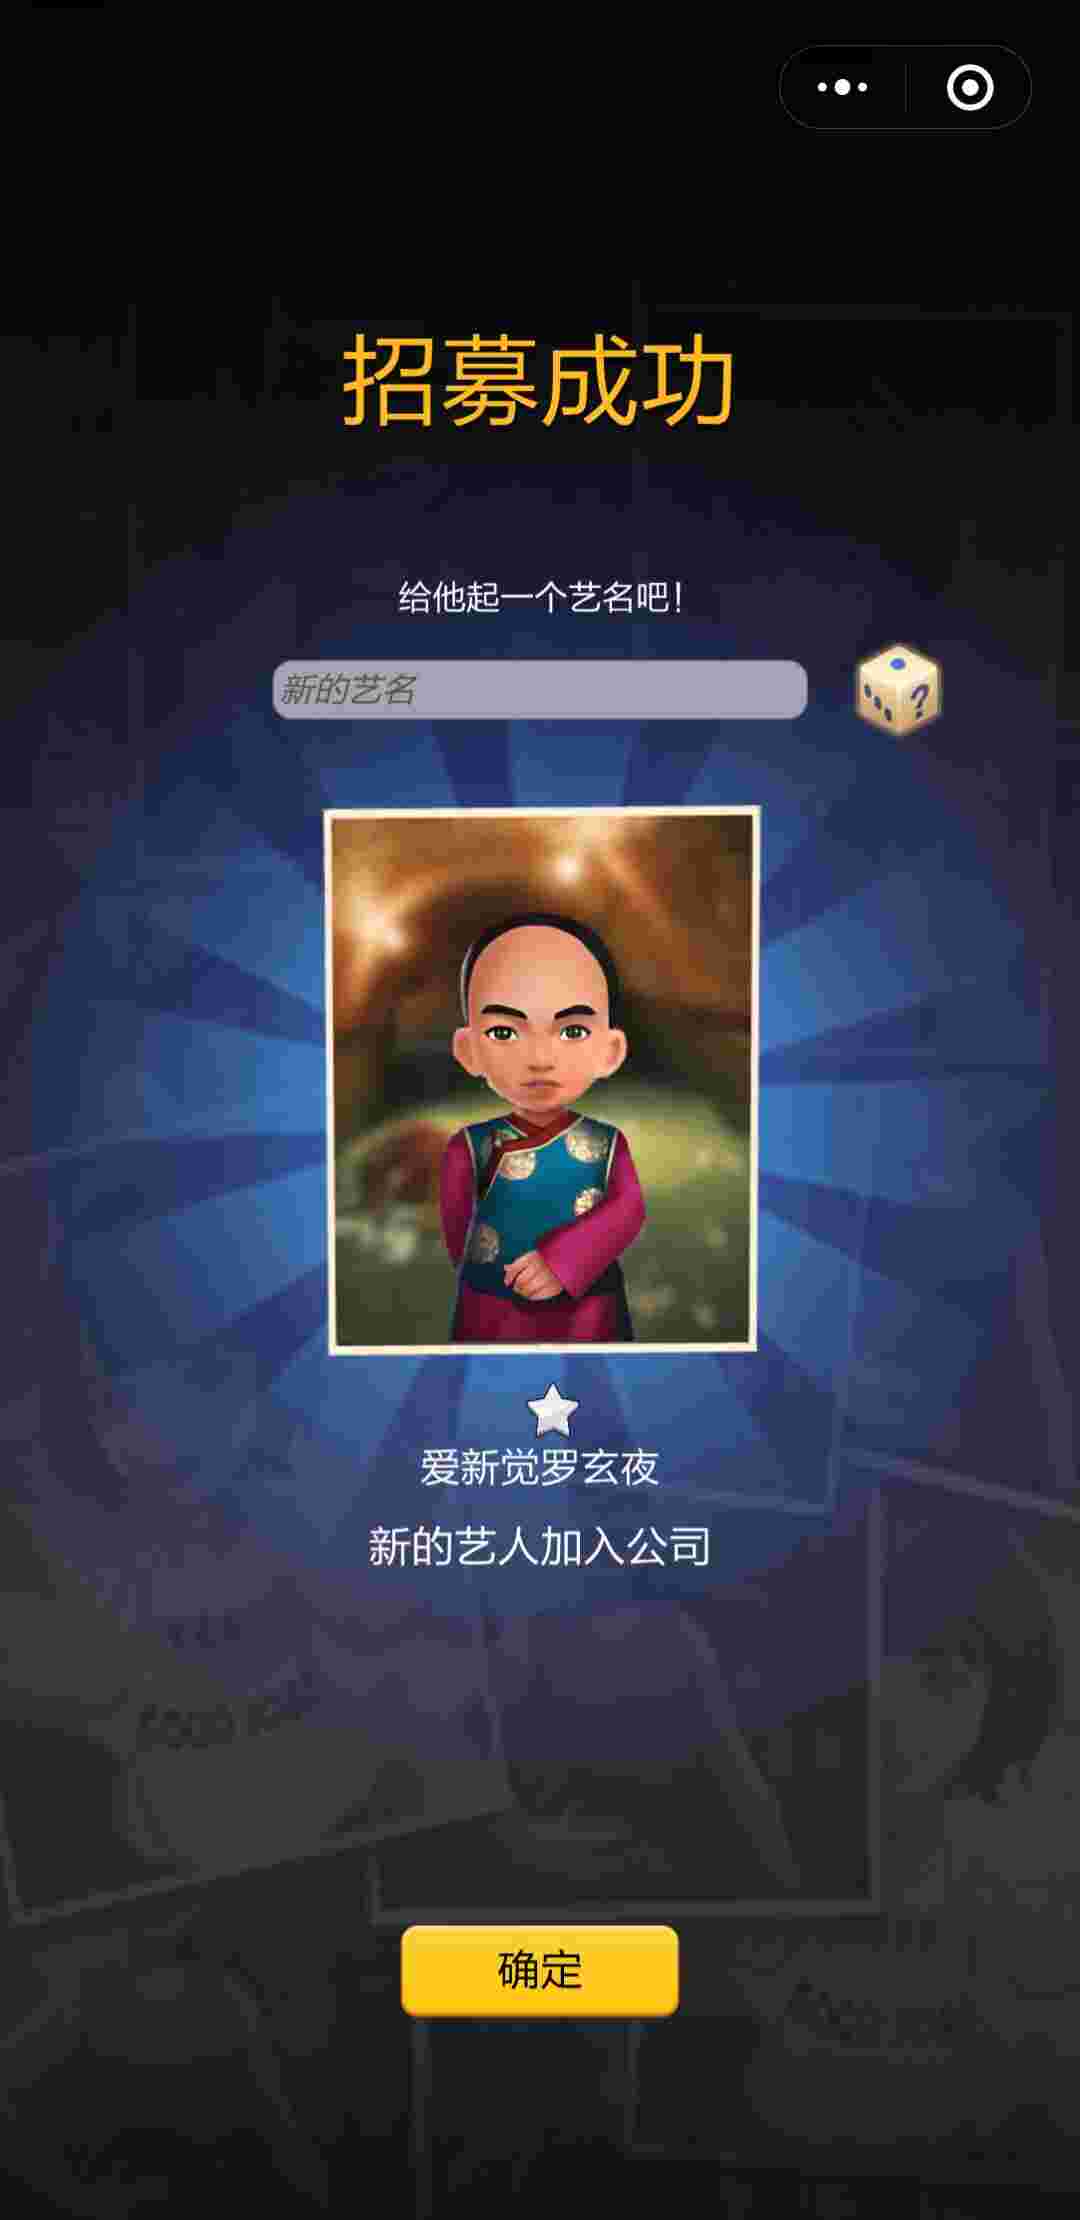 招募成功
给他起一个艺名吧！
新的艺名
?
爱新觉罗玄夜
新的艺人加入公司
确定